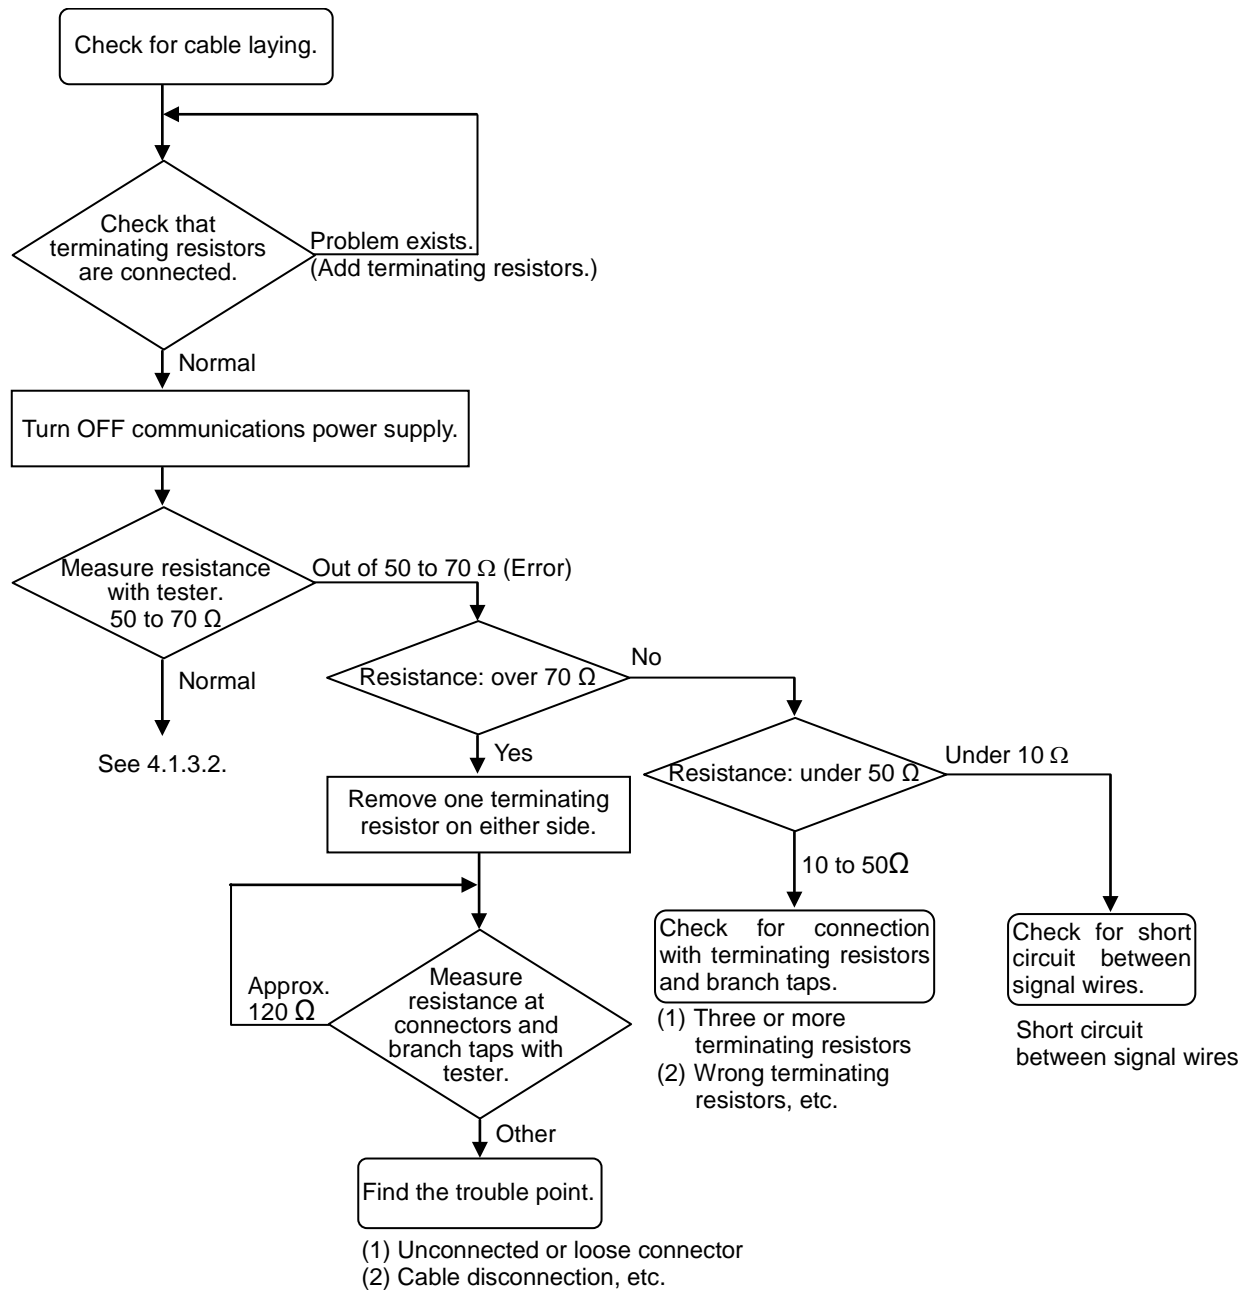 Check for cable laying.
Check that
terminating resistors
are connected.
Problem exists.
(Add terminating resistors.)
Normal
Turn OFF communications power supply.
Measure resistance
with tester.
50 to 70 Ω
Out of 50 to 70 Ω (Error)
Normal
See 4.1.3.2.
Resistance: over 70 Ω
No
Yes
Remove one terminating
resistor on either side.
Resistance: under 50 Ω
Under 10 Ω
10 to 50Ω
Check for connection
with terminating resistors
and branch taps.
(1) Three or more
terminating resistors
(2) Wrong terminating
resistors, etc.
Check for short
circuit between
signal wires.
Short circuit
between signal wires
Measure
resistance at
connectors and
branch taps with
tester.
Approx.
120 Ω
Other
Find the trouble point.
(1) Unconnected or loose connector
(2) Cable disconnection, etc.